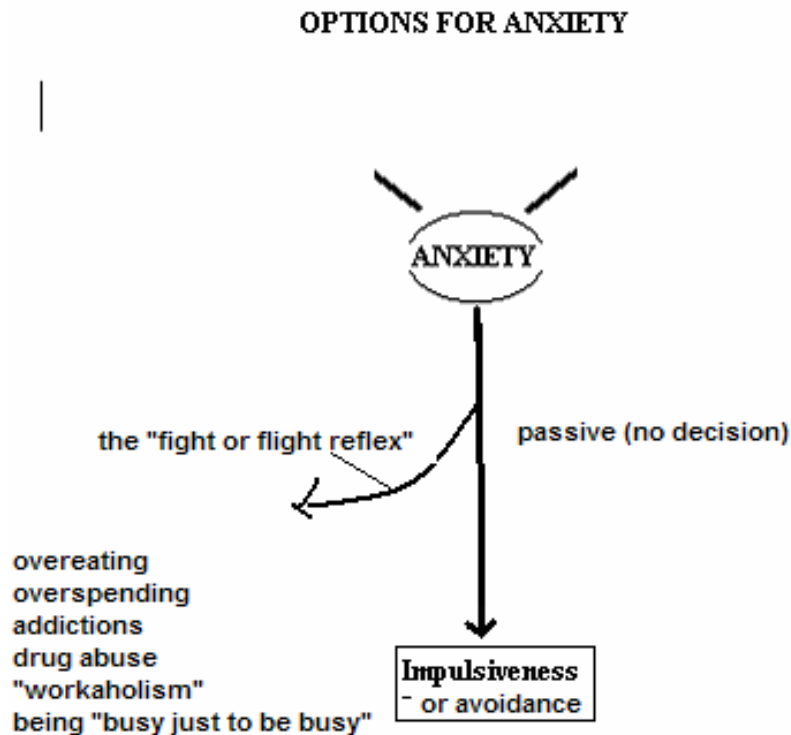 OPTIONS FOR ANXIETY
ANXIETY
the "fight or flight reflex"
passive (no decision)
overeating
overspending
addictions
drug abuse
"workaholism"
being "busy just to be busy"
Impulsiveness
- or avoidance